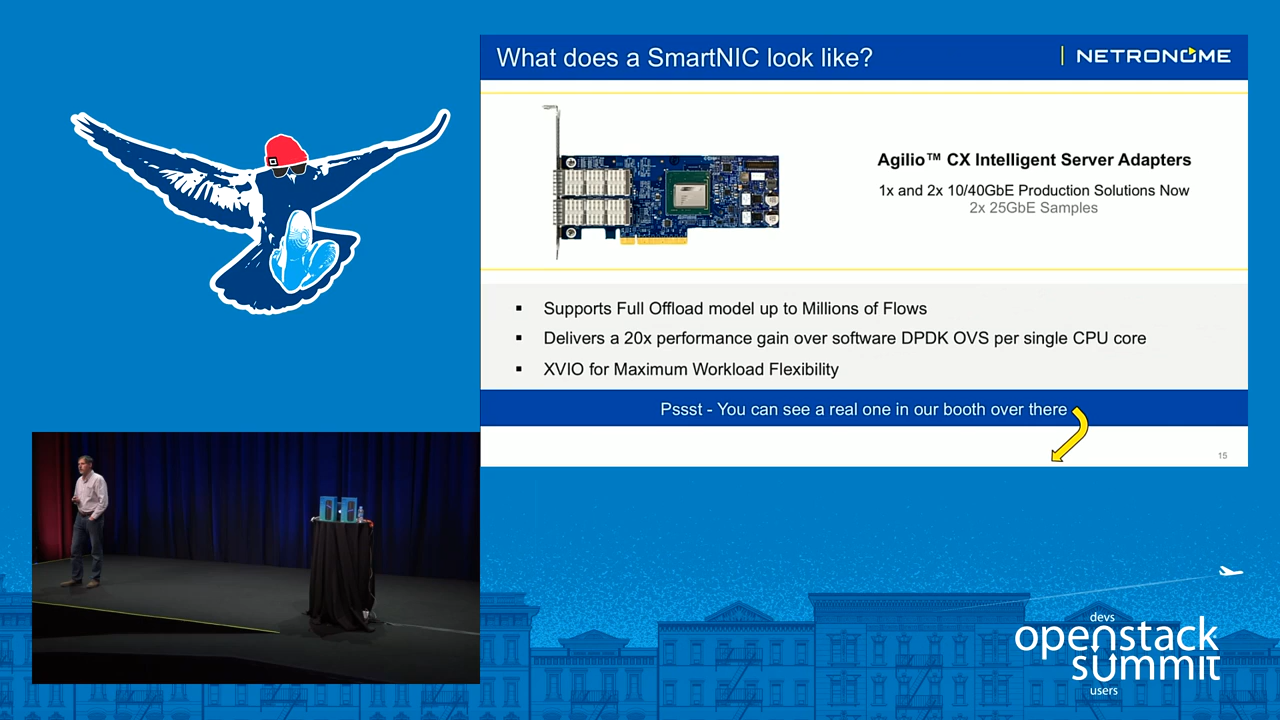 What does a SmartNIC look like?
NETRONOME
Agilio™ CX Intelligent Server Adapters
1x and 2x 10/40GbE Production Solutions Now
2x 25GbE Samples
▪ Supports Full Offload model up to Millions of Flows
▪ Delivers a 20x performance gain over software DPDK OVS per single CPU core
▪ XVIO for Maximum Workload Flexibility
Pssst - You can see a real one in our booth over there
15
devs
openstack
summit
users